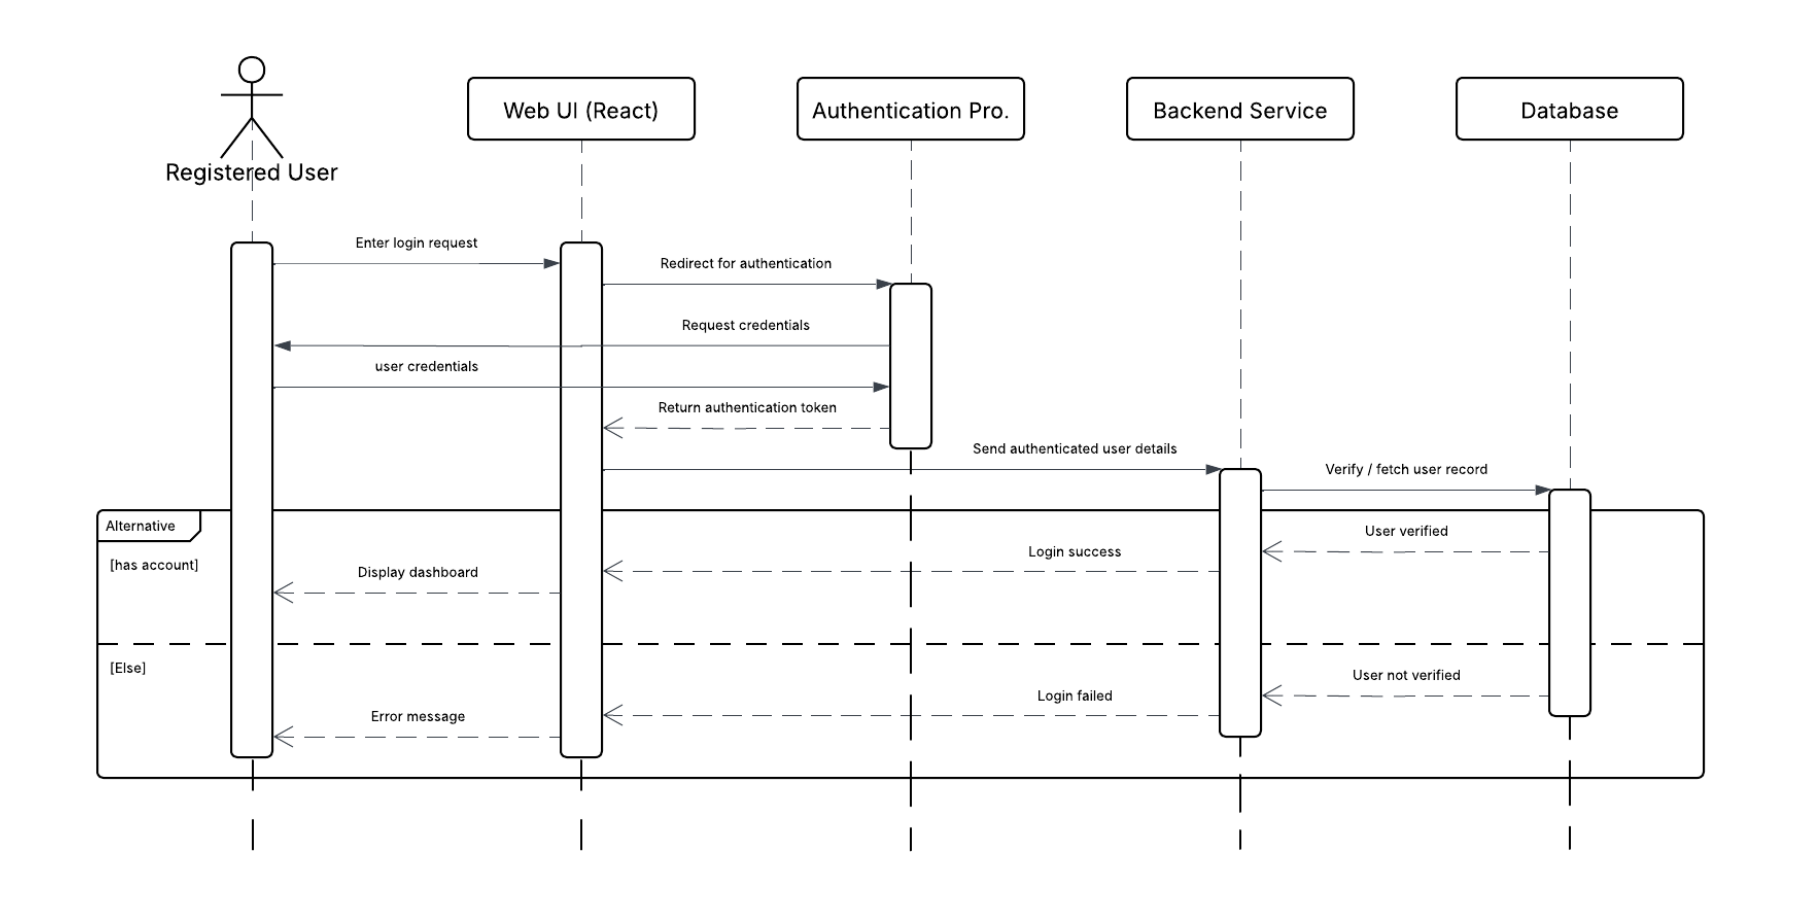 Registered User
Web UI (React)
Authentication Pro.
Backend Service
Database
Enter login request
Redirect for authentication
Request credentials
user credentials
Return authentication token
Send authenticated user details
Verify / fetch user record
Alternative
[has account]
User verified
Login success
Display dashboard
[Else]
User not verified
Login failed
Error message